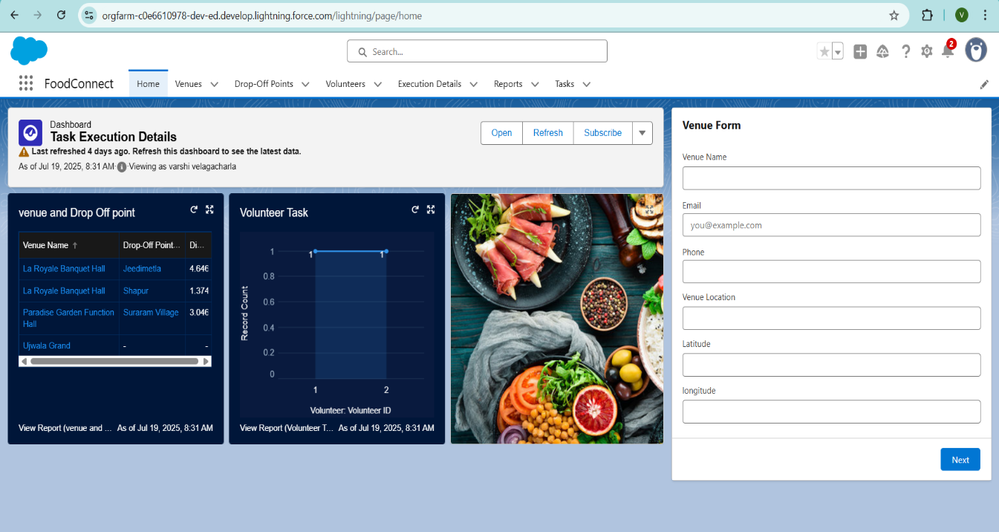 orgfarm-c0e6610978-dev-ed.develop.lightning.force.com/lightning/page/home
V
Search...
2
FoodConnect
Home
Venues
Drop-Off Points
Volunteers
Execution Details
Reports
Tasks
Dashboard
Task Execution Details
Last refreshed 4 days ago. Refresh this dashboard to see the latest data.
As of Jul 19, 2025, 8:31 AM·Viewing as varshi velagacharla
Open
Refresh
Subscribe
venue and Drop Off point
Venue Name ↑ Drop-Off Point... Di...
La Royale Banquet Hall Jeedimetla 4.646
La Royale Banquet Hall Shapur 1.374
Paradise Garden Function Suraram Village 3.046
Hall
Ujwala Grand - -
View Report (venue and ... As of Jul 19, 2025, 8:31 AM
Volunteer Task
Record Count
1
0.8
0.6
0.4
0.2
0
1 1
1 2
Volunteer: Volunteer ID
View Report (Volunteer T... As of Jul 19, 2025, 8:31 AM
Venue Form
Venue Name
Email
you@example.com
Phone
Venue Location
Latitude
longitude
Next